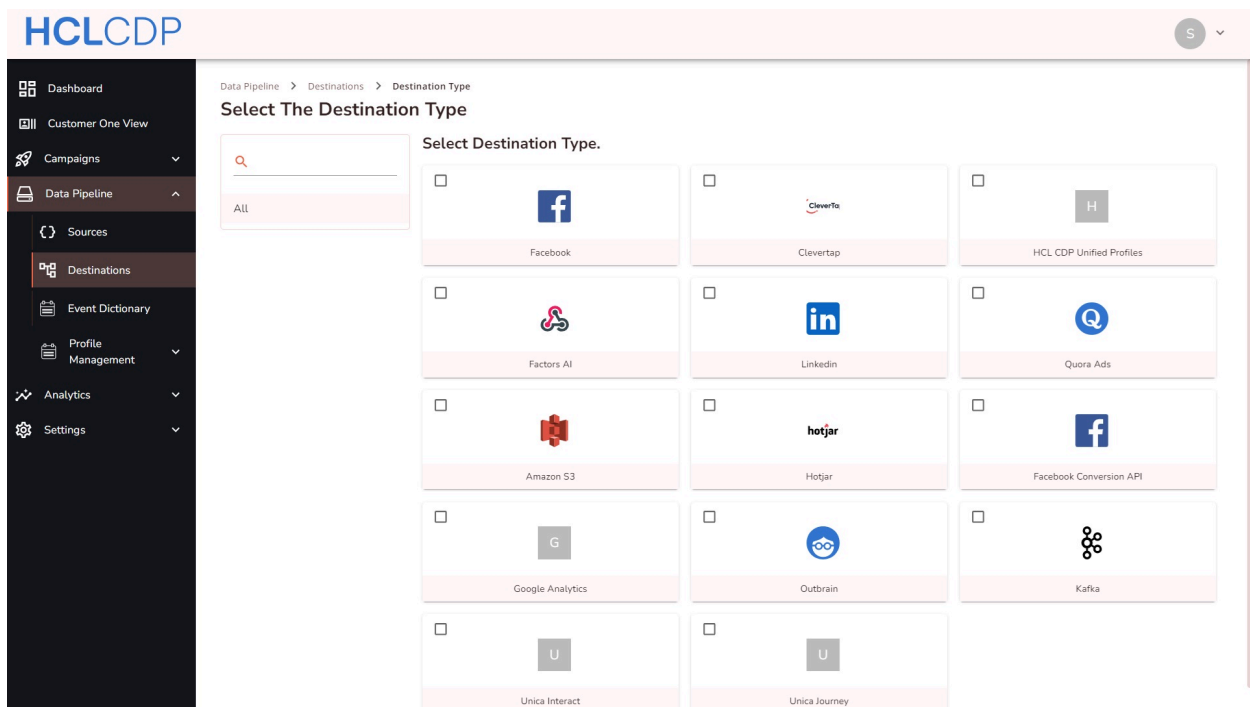 HCLCDP
S
Dashboard
Customer One View
Campaigns
Data Pipeline
Sources
Destinations
Event Dictionary
Profile
Management
Analytics
Settings
Data Pipeline > Destinations > Destination Type
Select The Destination Type
All
Select Destination Type.
f
Facebook
CleverTa
Clevertap
H
HCL CDP Unified Profiles
Factors AI
in
Linkedin
Q
Quora Ads
Amazon S3
hotjar
Hotjar
f
Facebook Conversion API
G
Google Analytics
Outbrain
Kafka
U
Unica Interact
U
Unica Journey